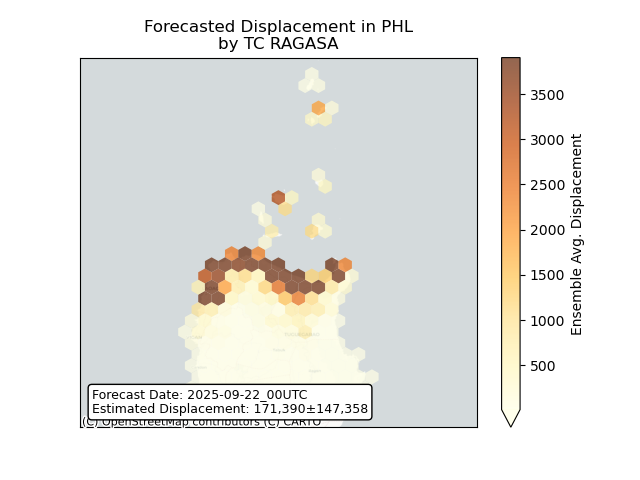 Forecasted Displacement in PHL
by TC RAGASA
3500
3000
2500
2000
1500
1000
500
Ensemble Avg. Displacement
Forecast Date: 2025-09-22_00UTC
Estimated Displacement: 171,390±147,358
(C) OpenStreetMap contributors (C) CARTO